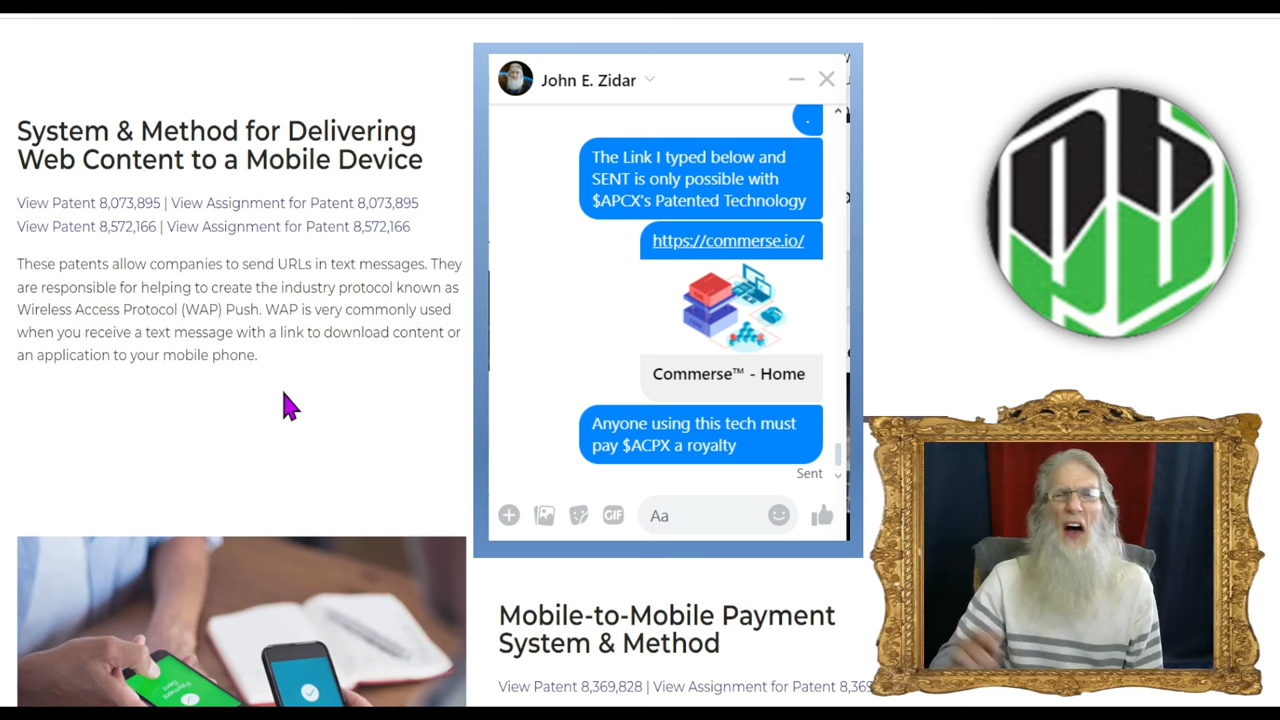 System & Method for Delivering
Web Content to a Mobile Device
View Patent 8,073,895 | View Assignment for Patent 8,073,895
View Patent 8,572,166 | View Assignment for Patent 8,572,166
These patents allow companies to send URLs in text messages. They
are responsible for helping to create the industry protocol known as
Wireless Access Protocol (WAP) Push. WAP is very commonly used
when you receive a text message with a link to download content or
an application to your mobile phone.
John E. Zidar
.
The Link I typed below and
SENT is only possible with
$APCX's Patented Technology
https://commerse.io/
Commerse™ - Home
Anyone using this tech must
pay $ACPX a royalty
Sent
GIF
Aa
Mobile-to-Mobile Payment
System & Method
View Patent 8,369,828 | View Assignment for Patent 8,369